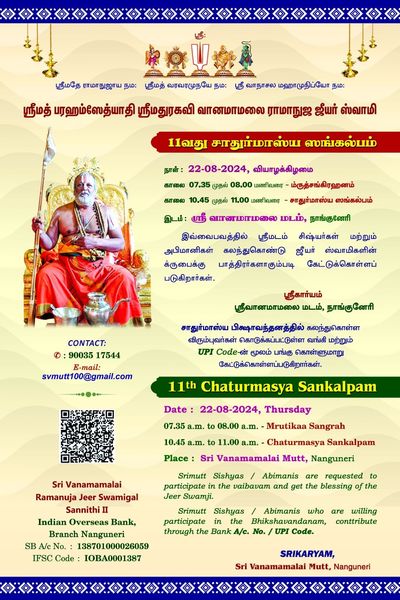 ஸ்ரீமதே ராமாநுஜாய நம: ஸ்ரீமத் வரவரமுநயே நம: ஸ்ரீ வாநாசல மஹாமுநிப்யோ நம:
ஸ்ரீமத் பரஹம்ஸேத்யாதி ஸ்ரீமதுரகவி வானமாமலை ராமாநுஜ ஜீயர் ஸ்வாமி
11வது சாதுர்மாஸ்ய ஸங்கல்பம்
நாள் : 22-08-2024, வியாழக்கிழமை
காலை 07.35 முதல் 08.00 மணிவரை - ம்ருத்சங்கிரஹணம்
காலை 10.45 முதல் 11.00 மணிவரை - சாதுர்மாஸ்ய ஸங்கல்பம்
இடம் : ஸ்ரீ வானமாமலை மடம், நாங்குனேரி
இவ்வைபவத்தில் ஸ்ரீமடம் சிஷ்யர்கள் மற்றும்
அபிமானிகள் கலந்துகொண்டு ஜீயர் ஸ்வாமிகளின்
க்ருபைக்கு பாத்திரர்களாகும்படி கேட்டுக்கொள்ளப்
படுகிறார்கள்.
ஸ்ரீகார்யம்
ஸ்ரீவானமாமலை மடம், நாங்குனேரி
சாதுர்மாஸ்ய பிக்ஷாவந்தனத்தில் கலந்துகொள்ள
விரும்புவர்கள் கொடுக்கப்பட்டுள்ள வங்கி மற்றும்
UPI Code-ன் மூலம் பங்கு கொள்ளுமாறு
கேட்டுக்கொள்ளப்படுகிறார்கள்.
CONTACT:
✆ : 90035 17544
E-mail:
svmutt100@gmail.com
Sri Vanamamalai
Ramanuja Jeer Swamigal
Sannithi II
Indian Overseas Bank,
Branch Nanguneri
SB A/c No. : 138701000026059
IFSC Code : IOBA0001387
11th Chaturmasya Sankalpam
Date : 22-08-2024, Thursday
07.35 a.m. to 08.00 a.m. - Mrutikaa Sangrah
10.45 a.m. to 11.00 a.m. - Chaturmasya Sankalpam
Place : Sri Vanamamalai Mutt, Nanguneri
Srimutt Sishyas / Abimanis are requested to
participate in the vaibavam and get the blessing of the
Jeer Swamji.
Srimutt Sishyas / Abimanis who are willing
participate in the Bhikshavandanam, conttribute
through the Bank A/c. No. / UPI Code.
SRIKARYAM,
Sri Vanamamalai Mutt, Nanguneri